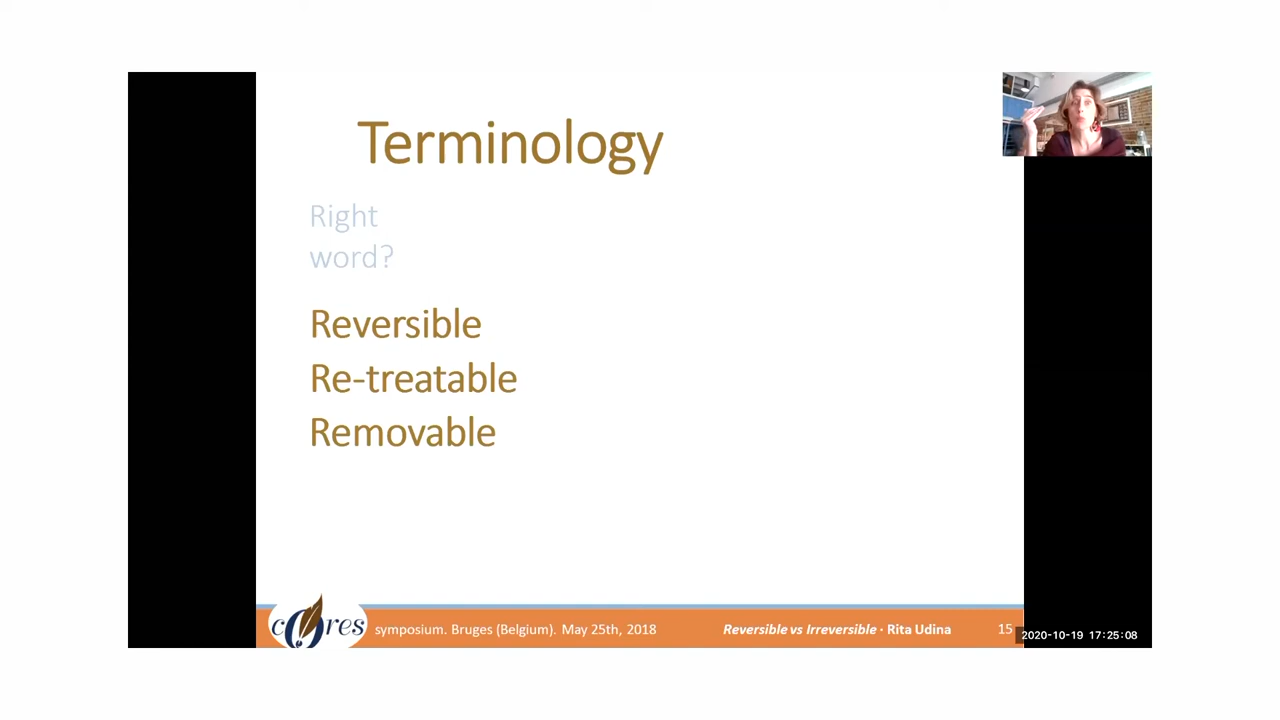 Terminology
Right
word?
Reversible
Re-treatable
Removable
cores symposium. Bruges (Belgium). May 25th, 2018 Reversible vs Irreversible · Rita Udina 15
2020-10-19 17:25:08